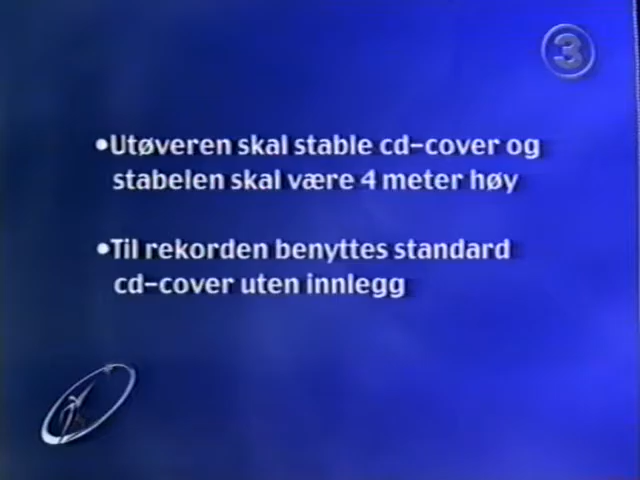 3
•Utøveren skal stable cd-cover og
stabelen skal være 4 meter høy
•Til rekorden benyttes standard
cd-cover uten innlegg